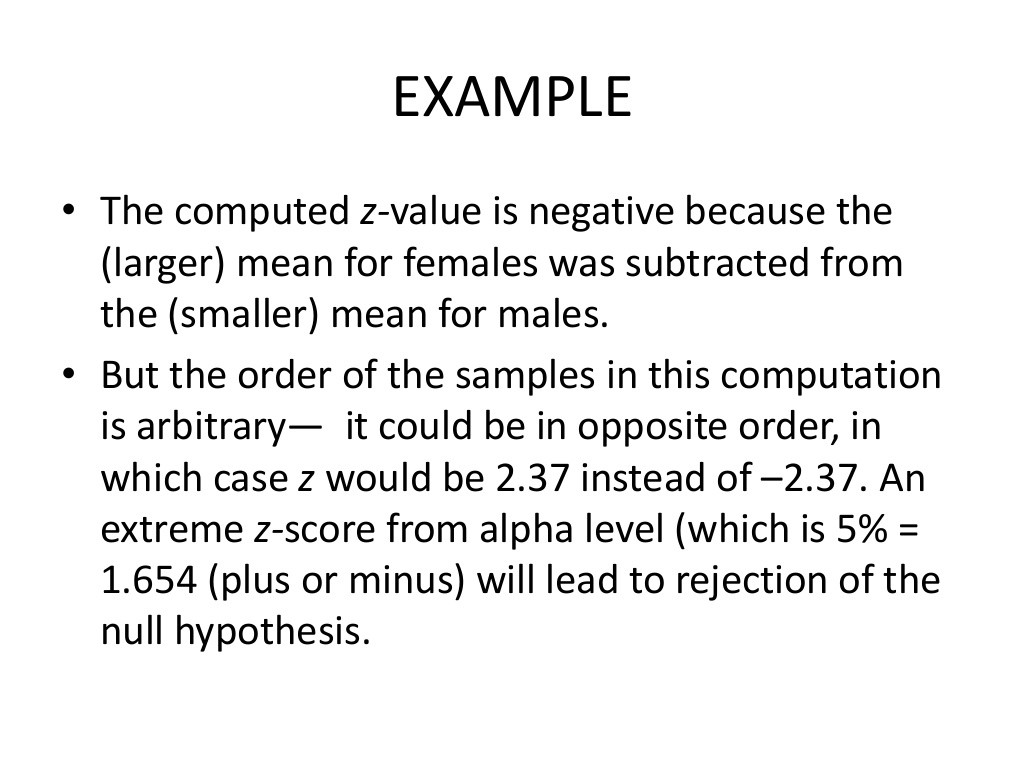 EXAMPLE
• The computed z-value is negative because the
(larger) mean for females was subtracted from
the (smaller) mean for males.
• But the order of the samples in this computation
is arbitrary—  it could be in opposite order, in
which case z would be 2.37 instead of –2.37. An
extreme z-score from alpha level (which is 5% =
1.654 (plus or minus) will lead to rejection of the
null hypothesis.